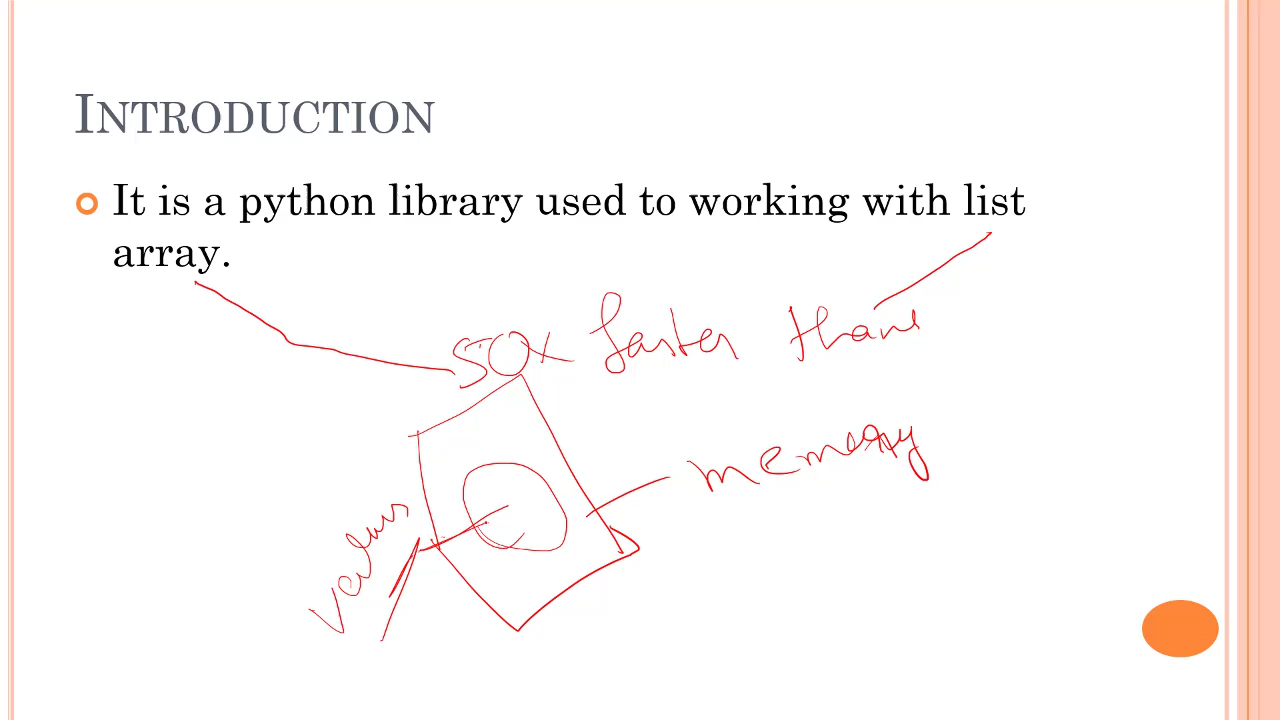 INTRODUCTION
It is a python library used to working with list
array.
50x faster than
memory
values